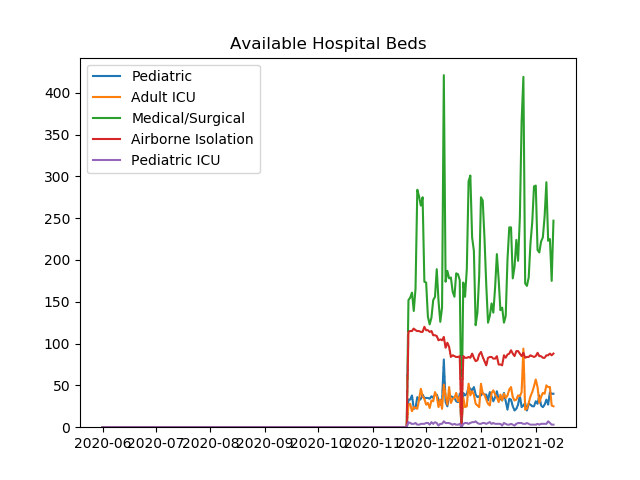 Available Hospital Beds
Pediatric
Adult ICU
Medical/Surgical
Airborne Isolation
Pediatric ICU
400
350
300
250
200
150
100
50
0
2020-06 2020-07 2020-08 2020-09 2020-10 2020-11 2020-12 2021-01 2021-02